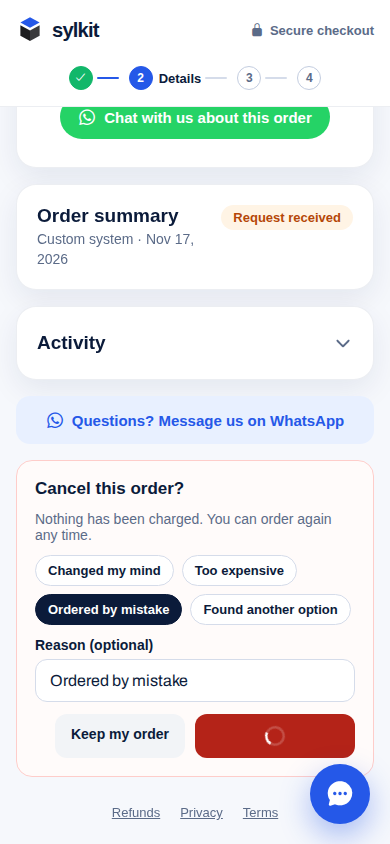 sylkit
Secure checkout
2 Details 3 4
Chat with us about this order
Order summary
Request received
Custom system · Nov 17,
2026
Activity
Questions? Message us on WhatsApp
Cancel this order?
Nothing has been charged. You can order again
any time.
Changed my mind Too expensive
Ordered by mistake Found another option
Reason (optional)
Ordered by mistake
Keep my order
Refunds Privacy Terms